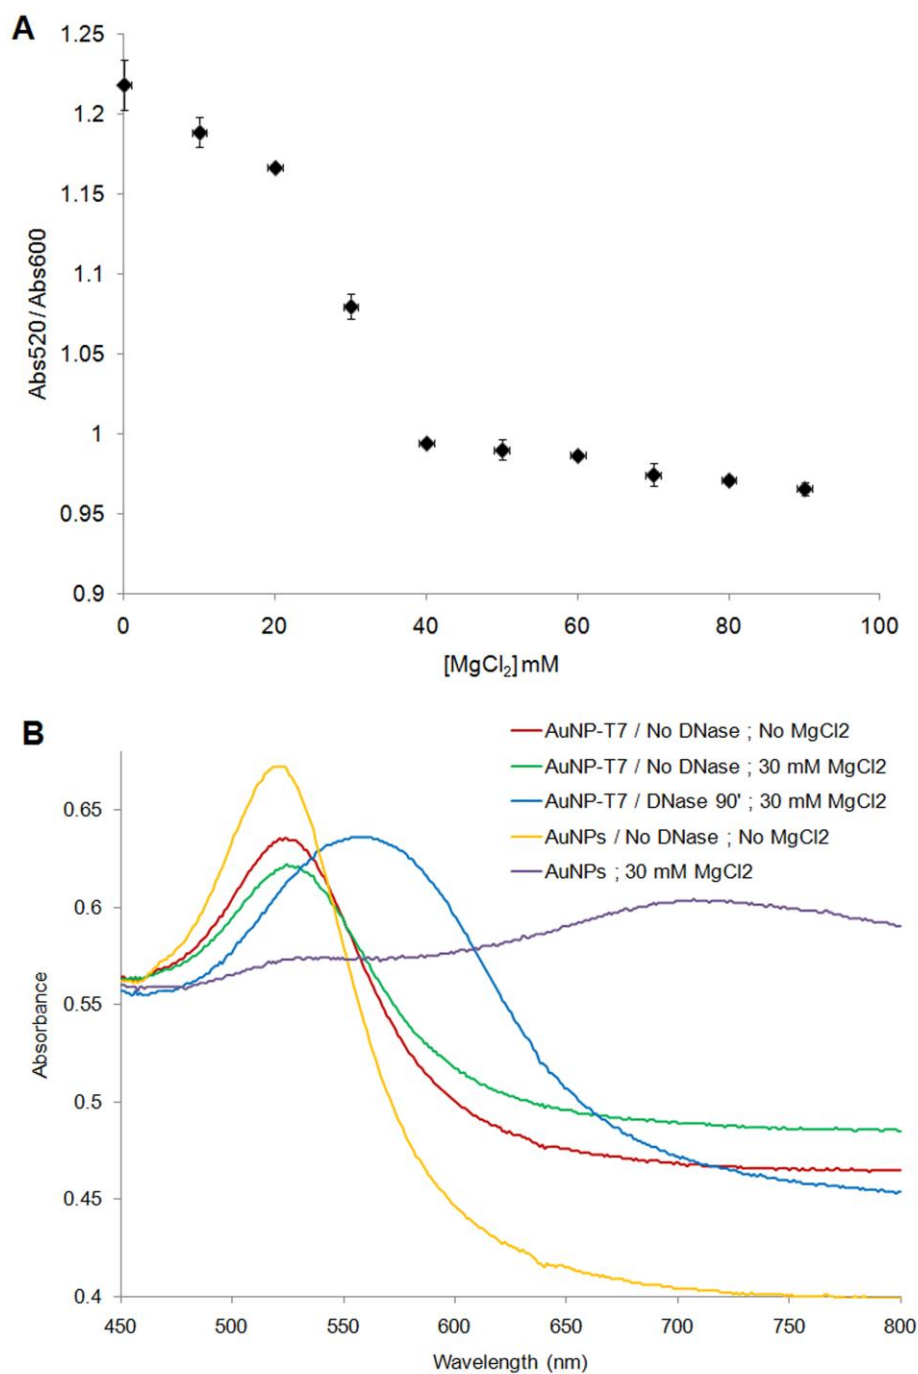 A
1.25
1.2
1.15
1.1
1.05
1
0.95
0.9
Abs520/Abs600
0 20 40 60 80 100
[MgCl₂]mM
B
AuNP-T7 / No DNase ; No MgCl2
AuNP-T7 / No DNase ; 30 mM MgCl2
AuNP-T7 / DNase 90' ; 30 mM MgCl2
AuNPs / No DNase ; No MgCl2
AuNPs ; 30 mM MgCl2
0.65
0.6
0.55
0.5
0.45
0.4
Absorbance
450 500 550 600 650 700 750 800
Wavelength (nm)